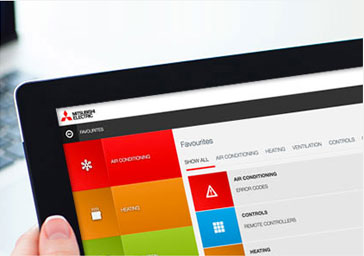 MITSUBISHI
ELECTRIC
FAVOURITES
AIR CONDITIONING
HEATING
Favourites
SHOW ALL AIR CONDITIONING HEATING VENTILATION CONTROLS
AIR CONDITIONING
ERROR CODES
CONTROLS
REMOTE CONTROLLERS
HEATING